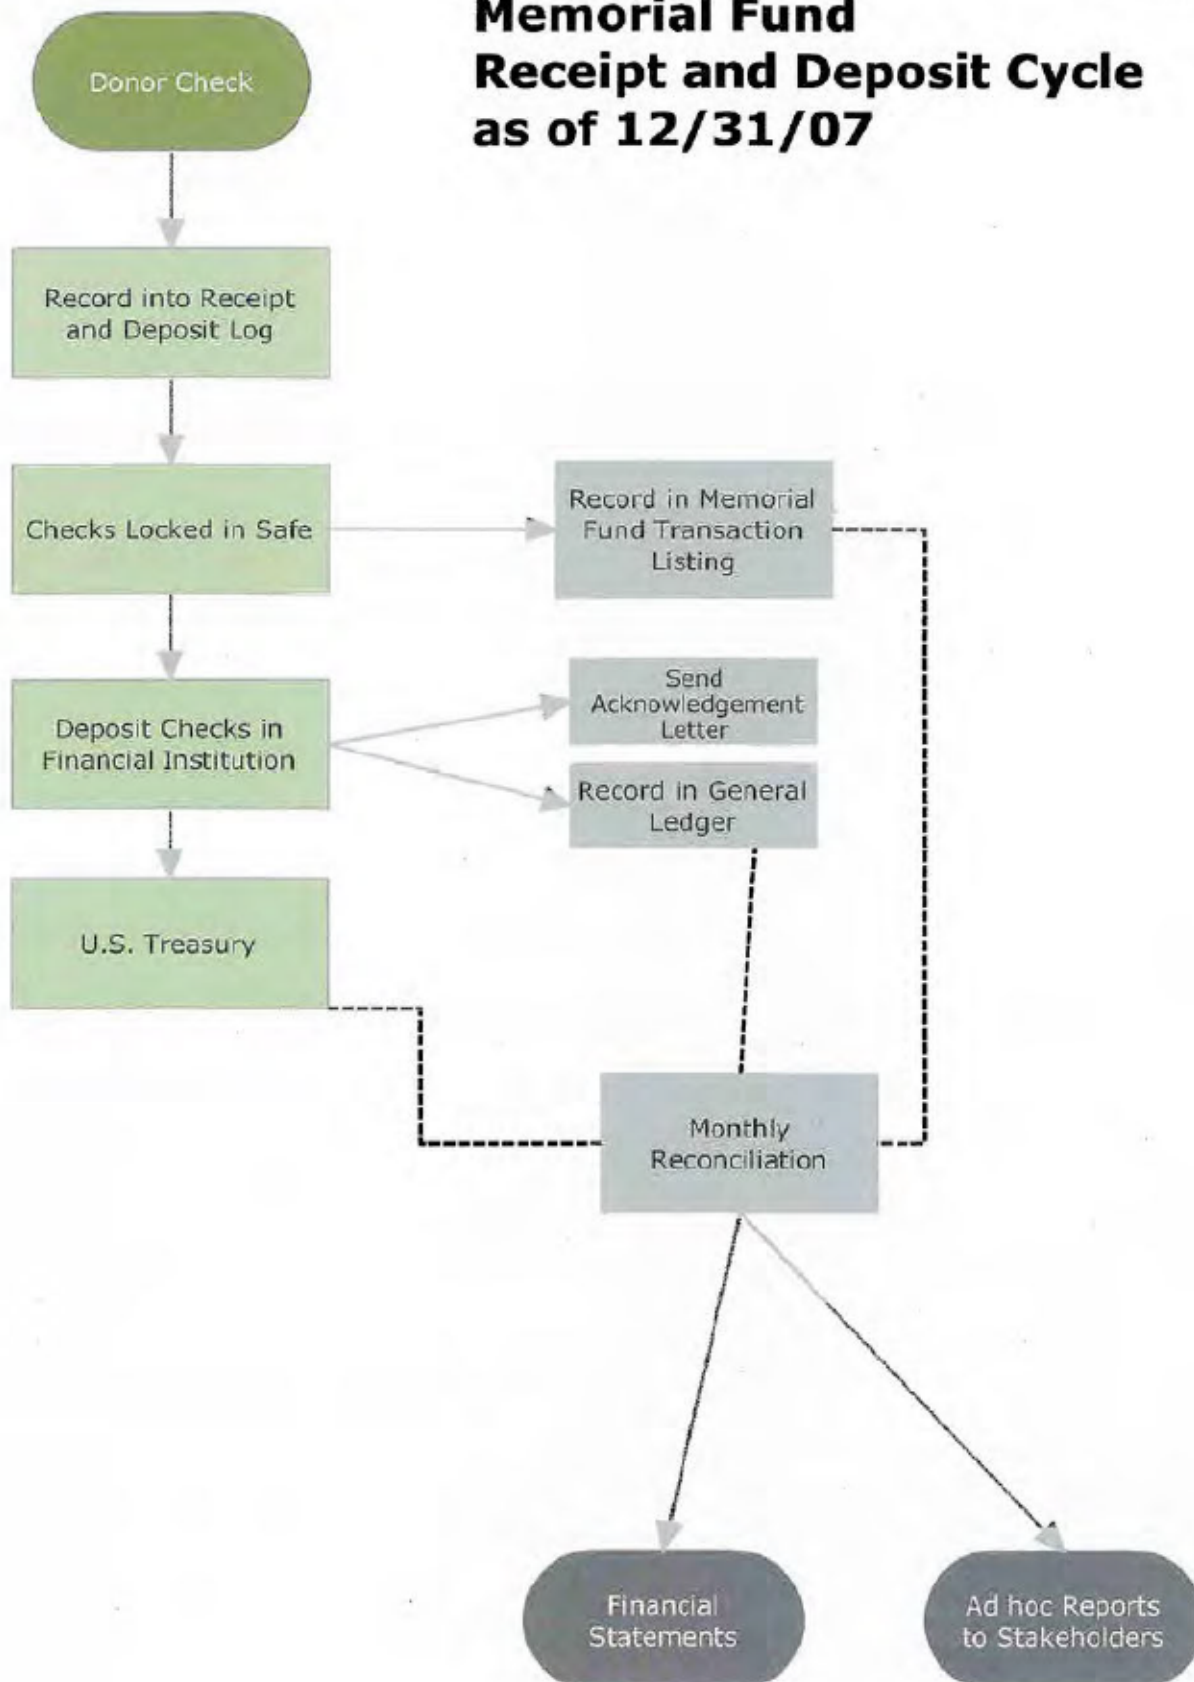 Memorial Fund
Receipt and Deposit Cycle
as of 12/31/07
Donor Check
Record into Receipt
and Deposit Log
Checks Locked in Safe
Record in Memorial
Fund Transaction
Listing
Deposit Checks in
Financial Institution
Send
Acknowledgement
Letter
Record in General
Ledger
U.S. Treasury
Monthly
Reconciliation
Financial
Statements
Ad hoc Reports
to Stakeholders